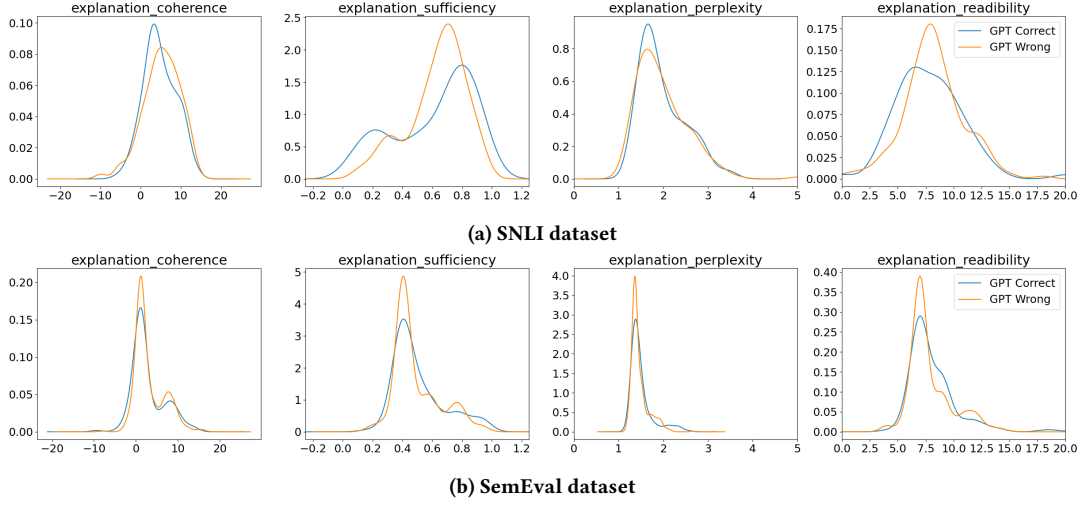 explanation_coherence explanation_sufficiency explanation_perplexity explanation_readibility
0.10 0.08 0.06 0.04 0.02 0.00
−20 −10 0 10 20
2.5 2.0 1.5 1.0 0.5 0.0
−0.2 0.0 0.2 0.4 0.6 0.8 1.0 1.2
0.8 0.6 0.4 0.2 0.0
0 1 2 3 4 5
0.175 0.150 0.125 0.100 0.075 0.050 0.025 0.000
0.0 2.5 5.0 7.5 10.0 12.5 15.0 17.5 20.0
GPT Correct
GPT Wrong
(a) SNLI dataset
explanation_coherence explanation_sufficiency explanation_perplexity explanation_readibility
0.20 0.15 0.10 0.05 0.00
−20 −10 0 10 20
5 4 3 2 1 0
−0.2 0.0 0.2 0.4 0.6 0.8 1.0 1.2
4.0 3.5 3.0 2.5 2.0 1.5 1.0 0.5 0.0
0 1 2 3 4 5
0.40 0.35 0.30 0.25 0.20 0.15 0.10 0.05 0.00
0.0 2.5 5.0 7.5 10.0 12.5 15.0 17.5 20.0
GPT Correct
GPT Wrong
(b) SemEval dataset